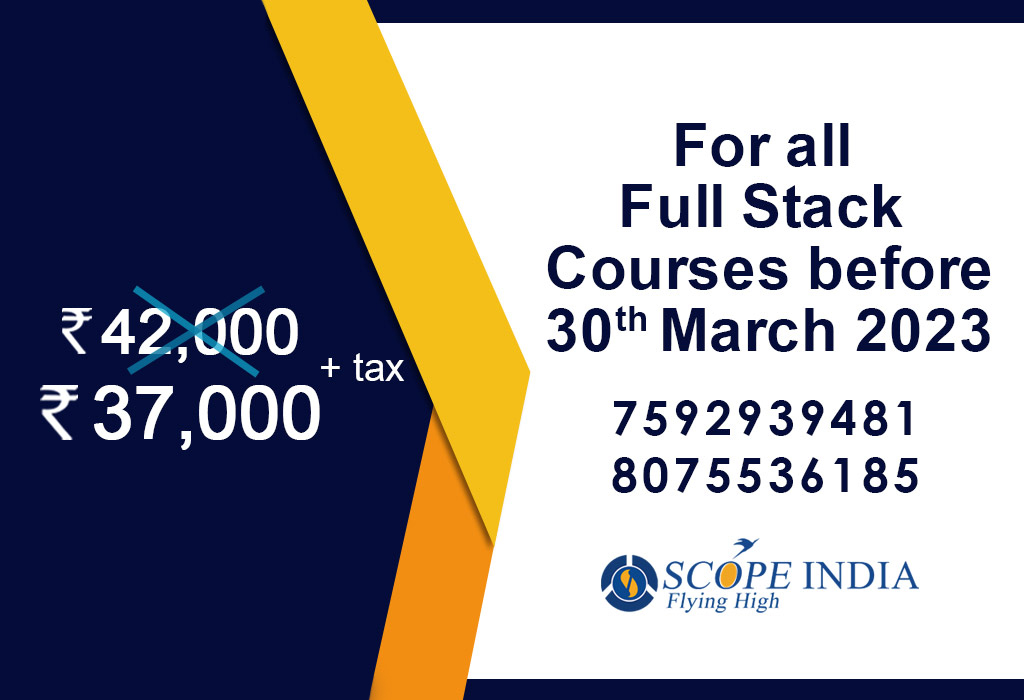 ₹ 42,000
+ tax
₹ 37,000
For all
Full Stack
Courses before
30th March 2023
7592939481
8075536185
SCOPE INDIA
Flying High